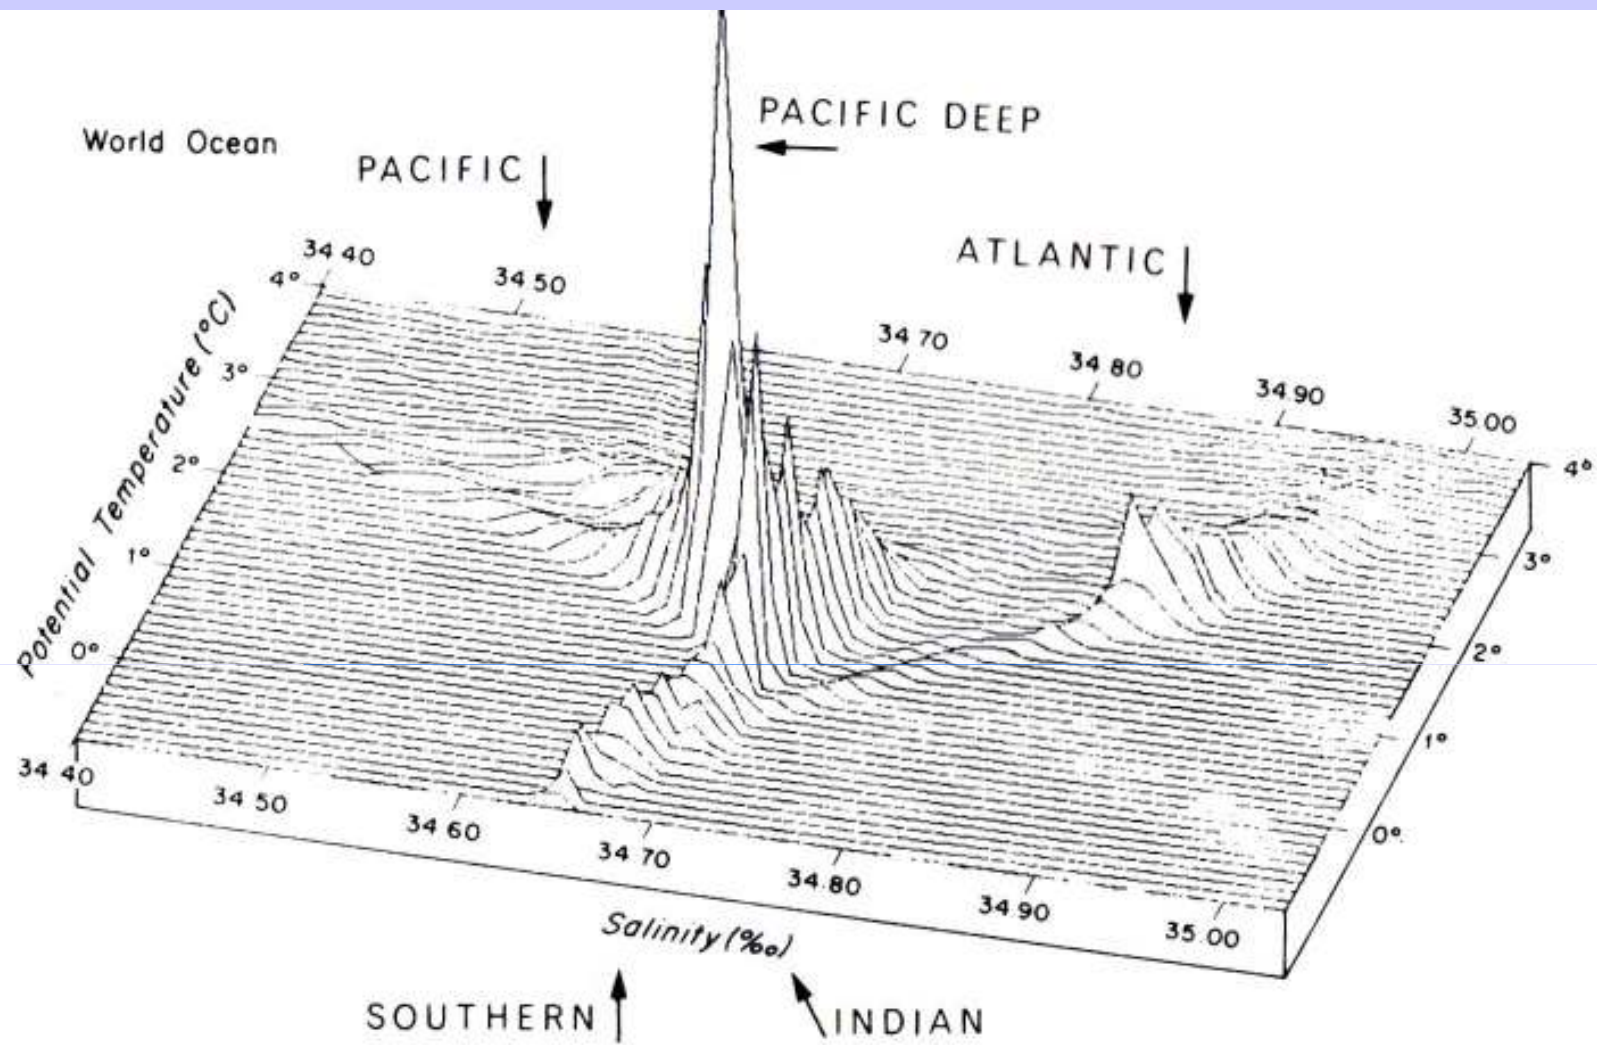 World Ocean
PACIFIC
PACIFIC DEEP
ATLANTIC
34 40
34 50
34 70
34 80
34 90
35 00
4°
3°
2°
1°
0°
Potential Temperature (°C)
4°
3°
2°
1°
0°
34 40
34 50
34 60
34 70
34.80
34 90
35.00
Salinity (‰)
SOUTHERN
INDIAN